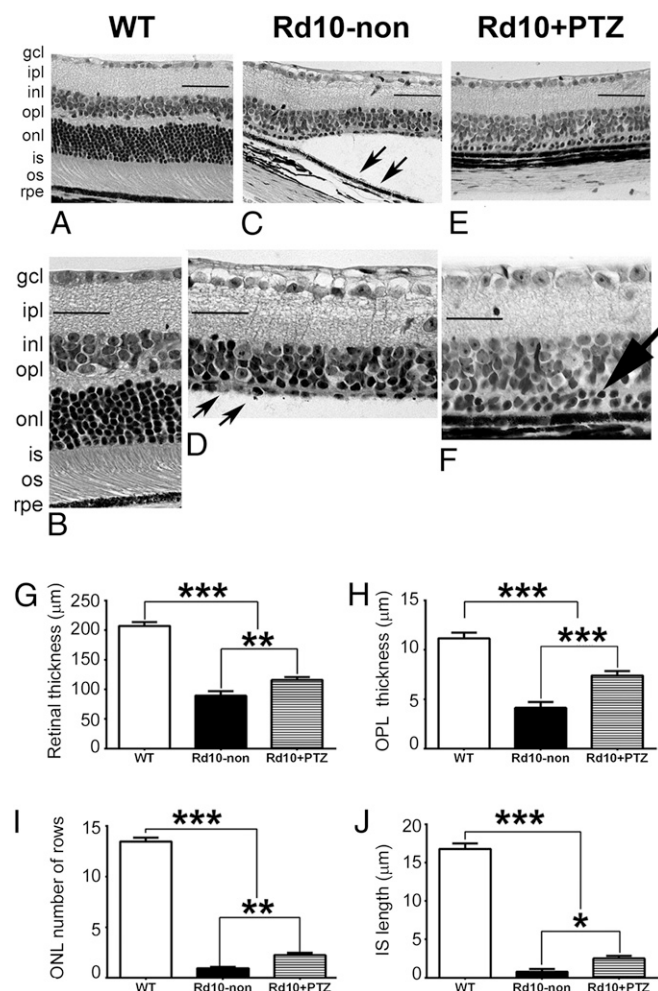 WT Rd10-non Rd10+PTZ
gcl
ipl
inl
opl
onl
is
os
rpe
A C E
gcl
ipl
inl
opl
onl
is
os
rpe
B D F
G
Retinal thickness (µm)
250
200
150
100
50
0
***
**
WT Rd10-non Rd10+PTZ
H
OPL thickness (µm)
15
10
5
0
***
***
WT Rd10-non Rd10+PTZ
I
ONL number of rows
15
10
5
0
***
**
WT Rd10-non Rd10+PTZ
J
IS length (µm)
20
15
10
5
0
***
*
WT Rd10-non Rd10+PTZ